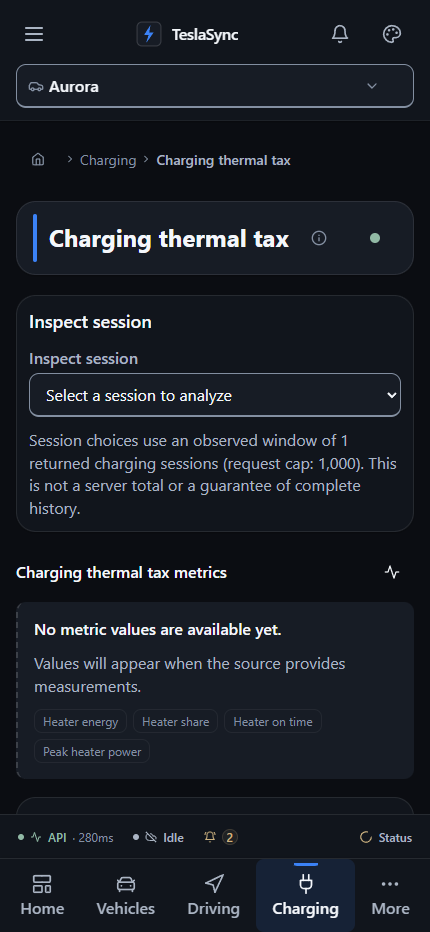 TeslaSync
Aurora
Charging
Charging thermal tax
Charging thermal tax
Inspect session
Inspect session
Select a session to analyze
Session choices use an observed window of 1
returned charging sessions (request cap: 1,000). This
is not a server total or a guarantee of complete
history.
Charging thermal tax metrics
No metric values are available yet.
Values will appear when the source provides
measurements.
Heater energy
Heater share
Heater on time
Peak heater power
API · 280ms
Idle
2
Status
Home
Vehicles
Driving
Charging
More